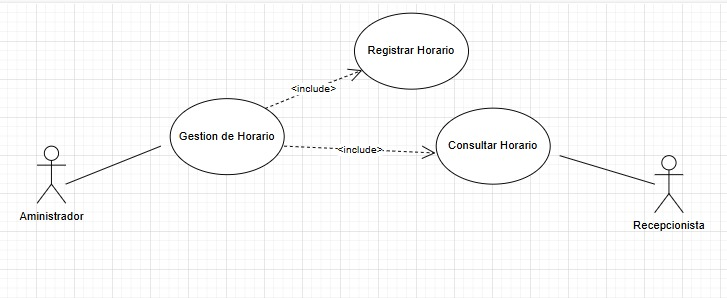 Registrar Horario
<include>
Gestion de Horario
<include>
Consultar Horario
Aministrador
Recepcionista